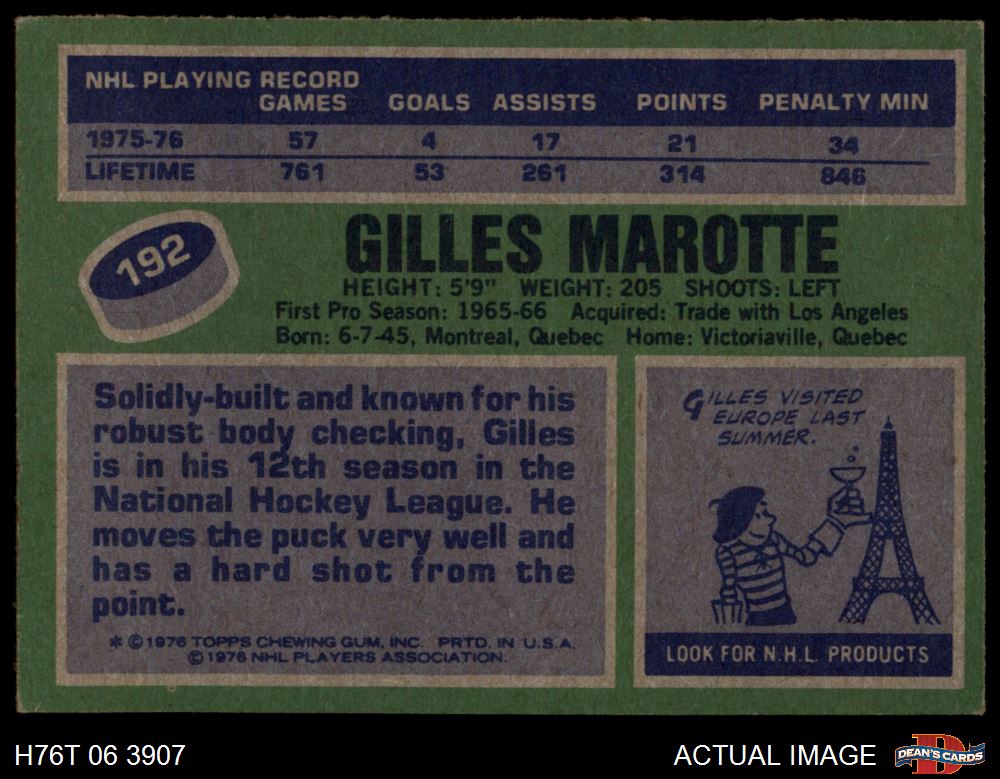 NHL PLAYING RECORD
GAMES GOALS ASSISTS POINTS PENALTY MIN
1975-76 57 4 17 21 34
LIFETIME 761 53 261 314 846
192
GILLES MAROTTE
HEIGHT: 5'9" WEIGHT: 205 SHOOTS: LEFT
First Pro Season: 1965-66 Acquired: Trade with Los Angeles
Born: 6-7-45, Montreal, Quebec Home: Victoriaville, Quebec
Solidly-built and known for his
robust body checking, Gilles
is in his 12th season in the
National Hockey League. He
moves the puck very well and
has a hard shot from the
point.
* © 1976 TOPPS CHEWING GUM, INC. PRTD. IN U.S.A.
© 1976 NHL PLAYERS ASSOCIATION.
GILLES VISITED
EUROPE LAST
SUMMER.
LOOK FOR N.H.L. PRODUCTS
H76T 06 3907
ACTUAL IMAGE
D
DEAN'S CARDS